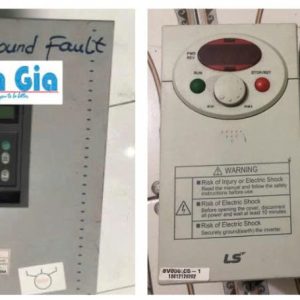 ound Fault
Gia
FWD
REV
RUN
STOP/RST
WARNING
Risk of Injury or Electric Shock
Read the manual and follow the safety
instructions before use.
Risk of Electric Shock
Before opening the cover, disconnect
all power and wait at least 10 minutes
Risk of Electric Shock
Securely ground(earth) the inverter
LS